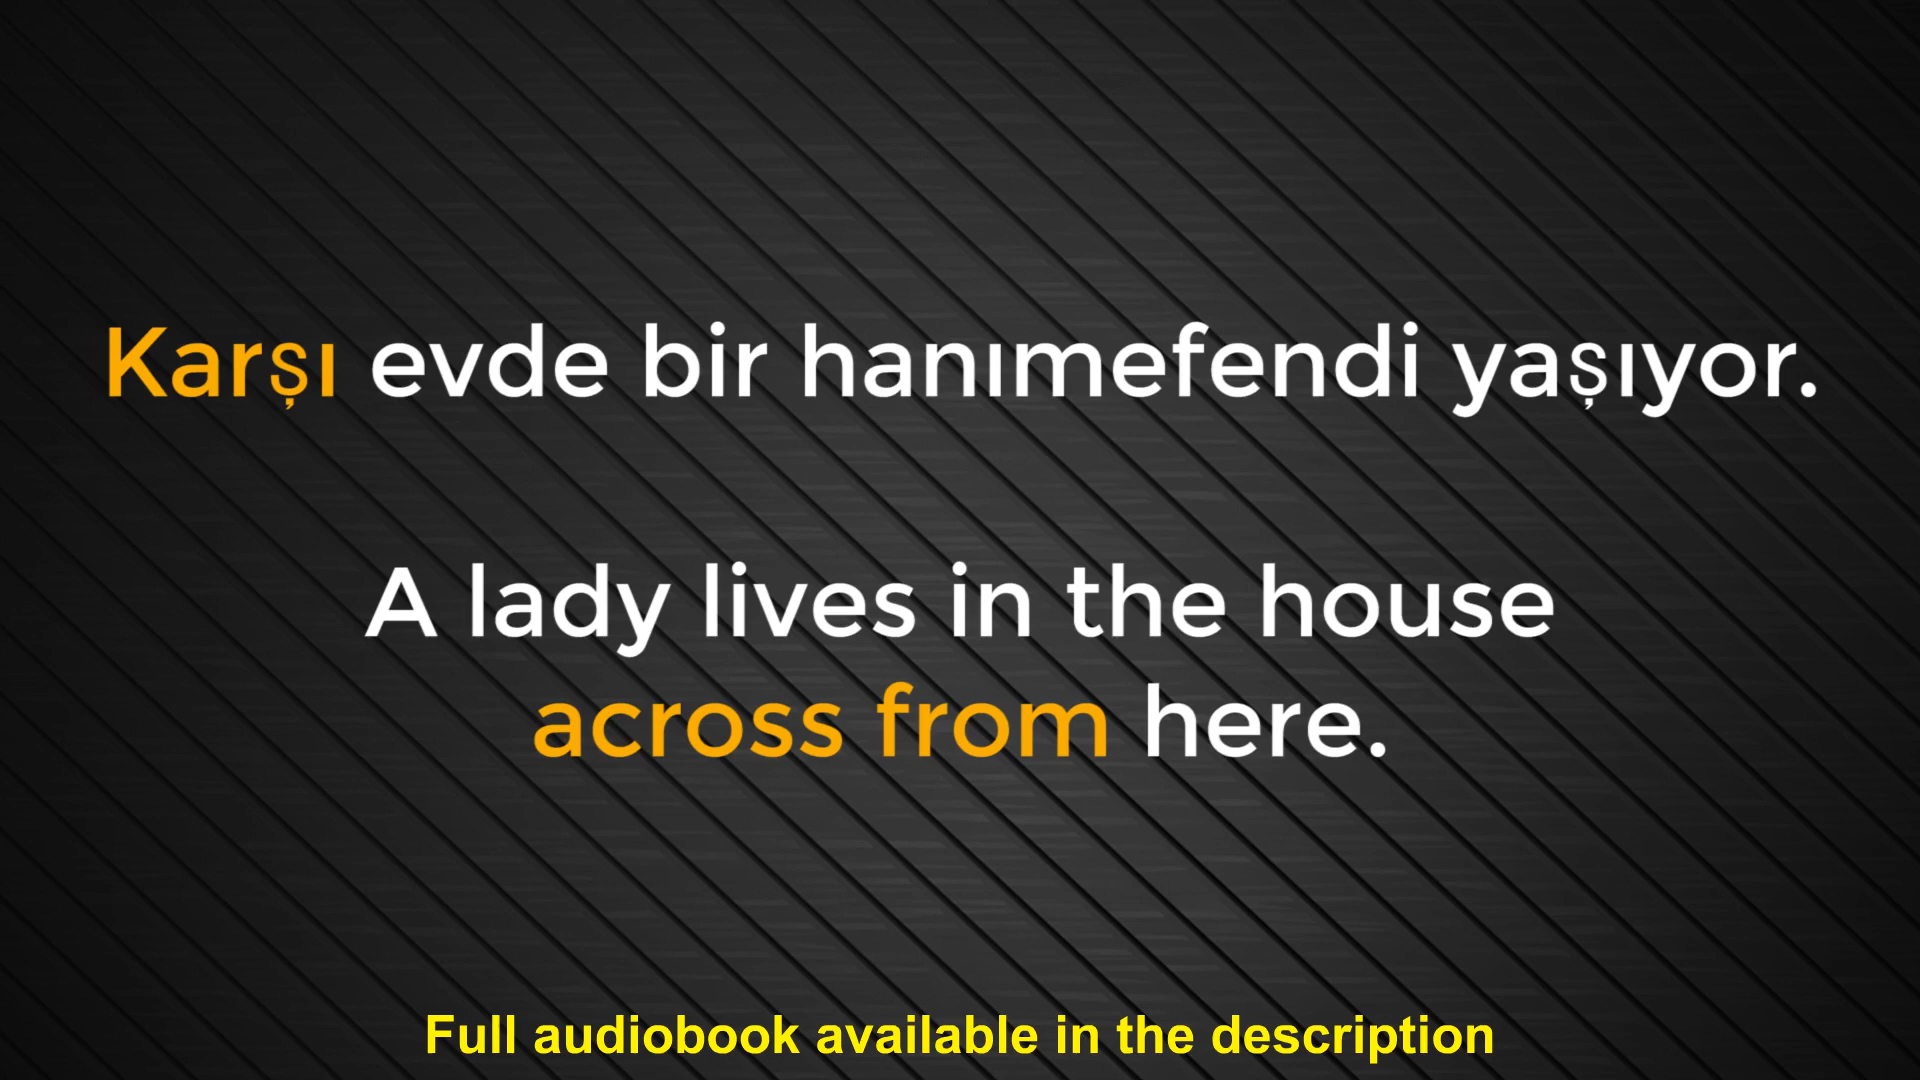 Karşı evde bir hanımefendi yaşıyor.
A lady lives in the house
across from here.
Full audiobook available in the description